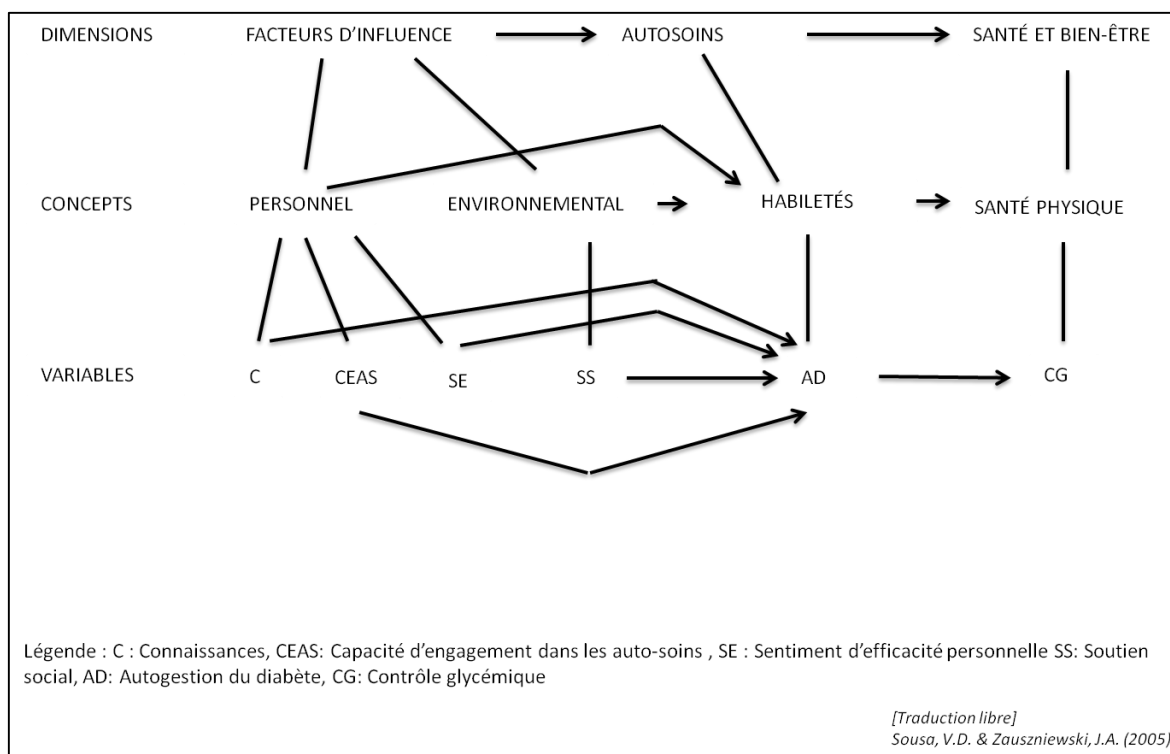 DIMENSIONS FACTEURS D'INFLUENCE AUTOSOINS SANTÉ ET BIEN-ÊTRE
CONCEPTS PERSONNEL ENVIRONNEMENTAL HABILETÉS SANTÉ PHYSIQUE
VARIABLES C CEAS SE SS AD CG
Légende : C : Connaissances, CEAS: Capacité d'engagement dans les auto-soins , SE : Sentiment d'efficacité personnelle SS: Soutien
social, AD: Autogestion du diabète, CG: Contrôle glycémique
[Traduction libre]
Sousa, V.D. & Zauszniewski, J.A. (2005)